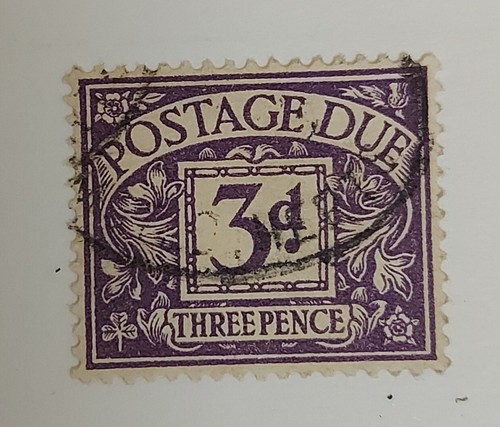 POSTAGE DUE
3d
THREE PENCE